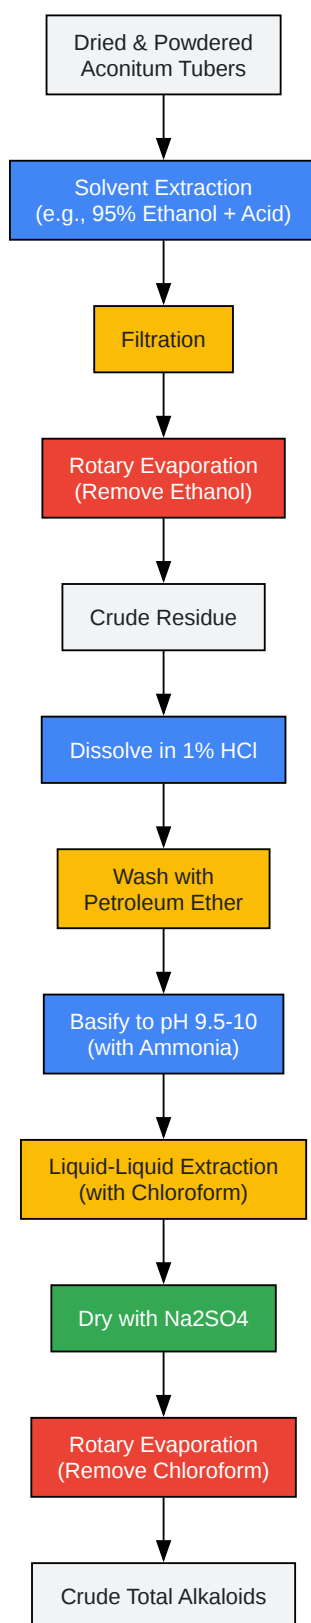 Dried & Powdered
Aconitum Tubers
Solvent Extraction
(e.g., 95% Ethanol + Acid)
Filtration
Rotary Evaporation
(Remove Ethanol)
Crude Residue
Dissolve in 1% HCl
Wash with
Petroleum Ether
Basify to pH 9.5-10
(with Ammonia)
Liquid-Liquid Extraction
(with Chloroform)
Dry with Na2SO4
Rotary Evaporation
(Remove Chloroform)
Crude Total Alkaloids